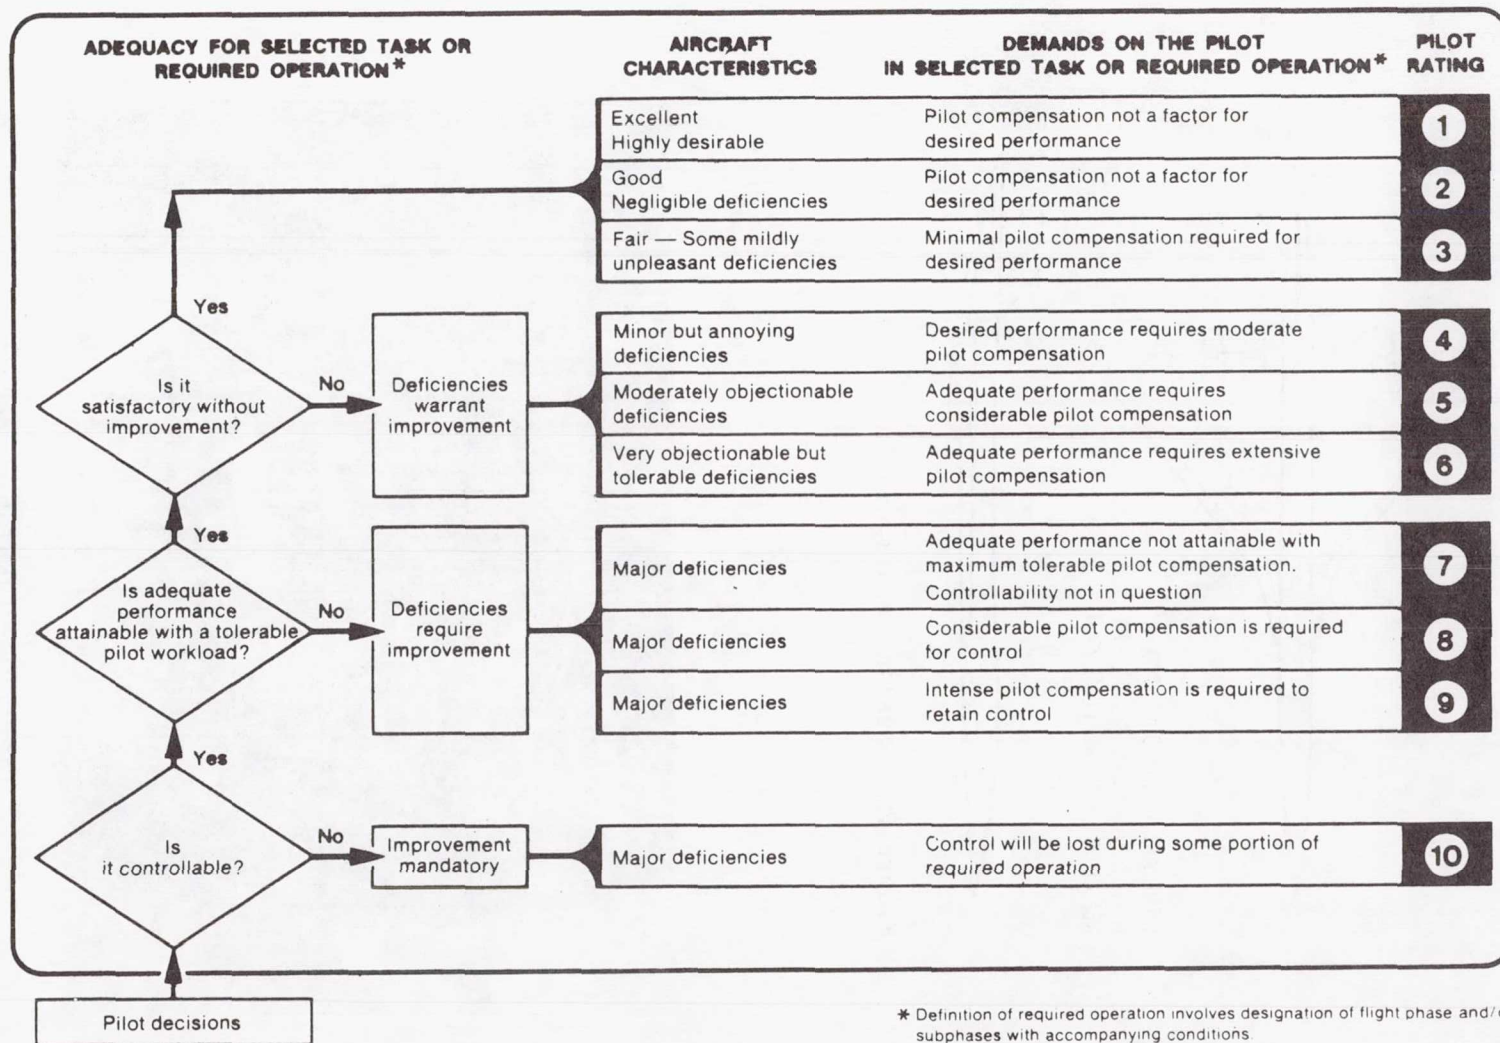 ADEQUACY FOR SELECTED TASK OR
REQUIRED OPERATION*
AIRCRAFT
CHARACTERISTICS
DEMANDS ON THE PILOT
IN SELECTED TASK OR REQUIRED OPERATION*
PILOT
RATING
Excellent
Highly desirable
Pilot compensation not a factor for
desired performance
1
Good
Negligible deficiencies
Pilot compensation not a factor for
desired performance
2
Fair — Some mildly
unpleasant deficiencies
Minimal pilot compensation required for
desired performance
3
Yes
Is it
satisfactory without
improvement?
No
Deficiencies
warrant
improvement
Minor but annoying
deficiencies
Desired performance requires moderate
pilot compensation
4
Moderately objectionable
deficiencies
Adequate performance requires
considerable pilot compensation
5
Very objectionable but
tolerable deficiencies
Adequate performance requires extensive
pilot compensation
6
Yes
Is adequate
performance
attainable with a tolerable
pilot workload?
No
Deficiencies
require
improvement
Major deficiencies
Adequate performance not attainable with
maximum tolerable pilot compensation.
Controllability not in question
7
Major deficiencies
Considerable pilot compensation is required
for control
8
Major deficiencies
Intense pilot compensation is required to
retain control
9
Yes
Is
it controllable?
No
Improvement
mandatory
Major deficiencies
Control will be lost during some portion of
required operation
10
Pilot decisions
* Definition of required operation involves designation of flight phase and/
subphases with accompanying conditions.